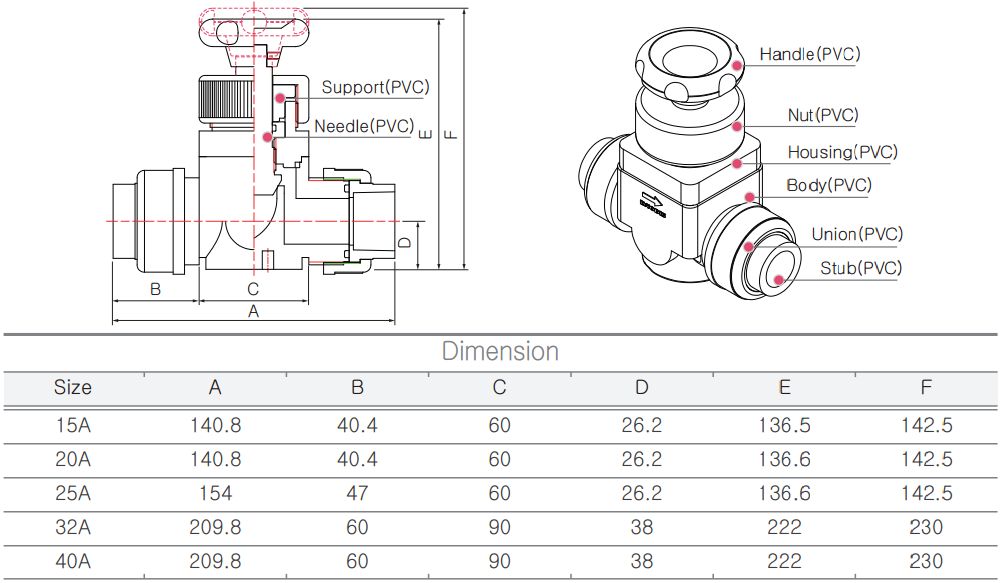 Support(PVC)
Needle(PVC)
E
F
D
B
C
A
Handle(PVC)
Nut(PVC)
Housing(PVC)
Body(PVC)
Union(PVC)
Stub(PVC)
Dimension
Size A B C D E F
15A 140.8 40.4 60 26.2 136.5 142.5
20A 140.8 40.4 60 26.2 136.6 142.5
25A 154 47 60 26.2 136.6 142.5
32A 209.8 60 90 38 222 230
40A 209.8 60 90 38 222 230